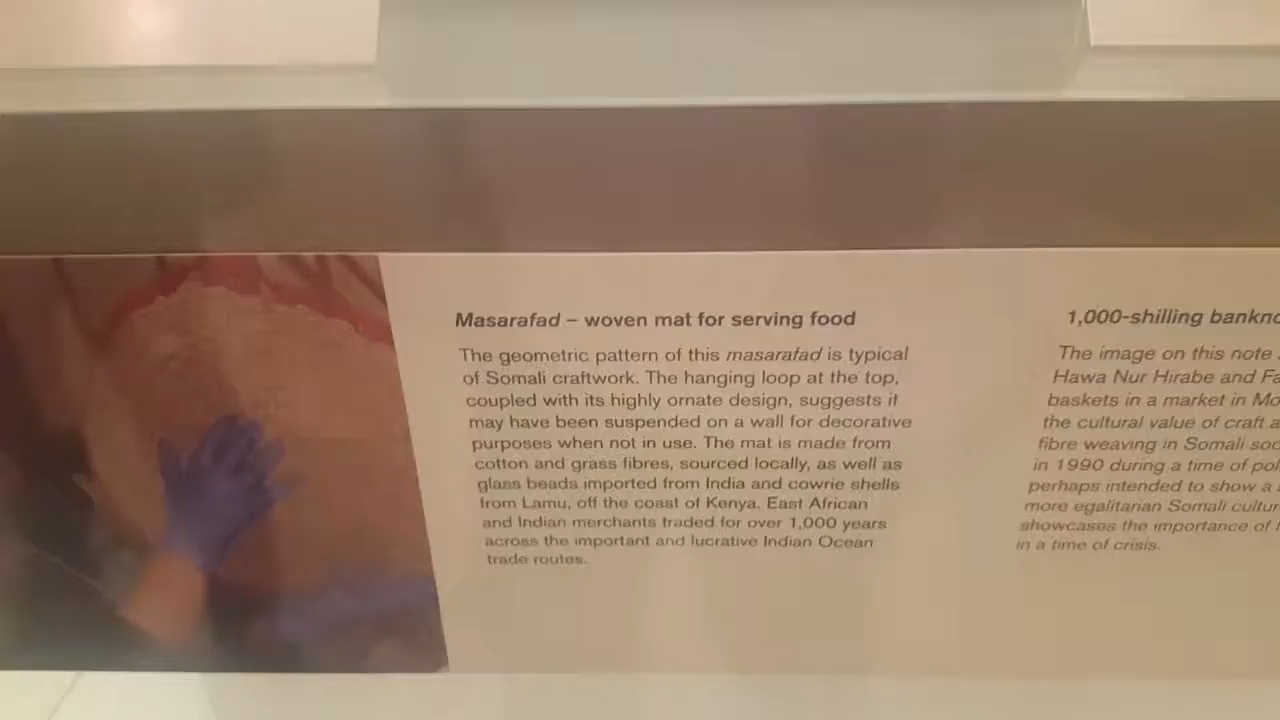 Masarafad – woven mat for serving food
The geometric pattern of this masarafad is typical
of Somali craftwork. The hanging loop at the top,
coupled with its highly ornate design, suggests it
may have been suspended on a wall for decorative
purposes when not in use. The mat is made from
cotton and grass fibres, sourced locally, as well as
glass beads imported from India and cowrie shells
from Lamu, off the coast of Kenya. East African
and Indian merchants traded for over 1,000 years
across the important and lucrative Indian Ocean
trade routes.
1,000-shilling
The image on this note
Hawa Nur Hirabe and
baskets in a market in
the cultural value of craft
fibre weaving in Somali
in 1990 during a time of
perhaps intended to show a
more egalitarian Somali
showcases the importance of
in a time of crisis.